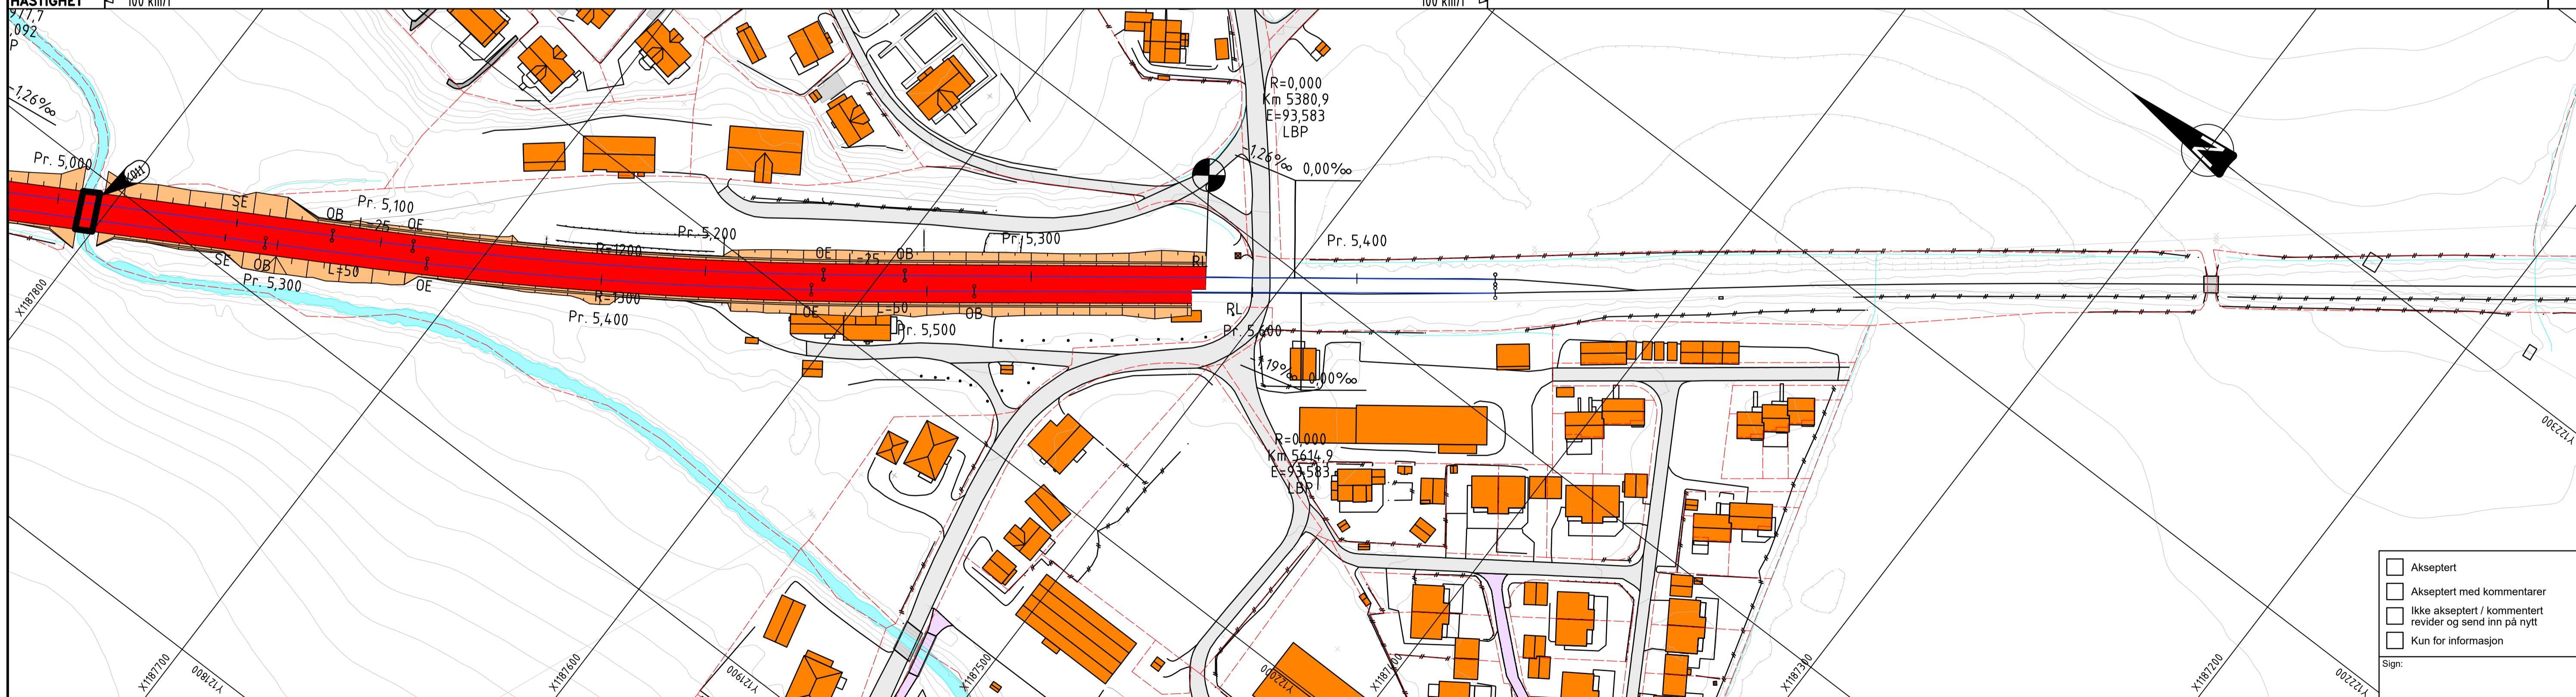 HASTIGHET
100 km/t
100 km/t
977,7
,092
P
-1,26‰
Pr. 5,000
K011
SE
OB
Pr. 5,100
L=25
OE
R=1200
Pr. 5,200
OE
L=25
OB
Pr. 5,300
RL
R=0,000
Km 5380,9
E=93,583
LBP
-1,26‰
0,00‰
Pr. 5,400
SE
OB
L=50
Pr. 5,300
OE
R=1300
Pr. 5,400
OE
L=50
Pr. 5,500
OB
RL
Pr. 5,600
-1,19‰
0,00‰
R=0,000
Km 5614,9
E=93,583
LBP
N
X1187800
X1187700
Y121800
X1187600
Y121900
X1187500
Y122000
X1187400
X1187300
X1187200
Y122200
Y122300
Akseptert
Akseptert med kommentarer
Ikke akseptert / kommentert
revider og send inn på nytt
Kun for informasjon
Sign: